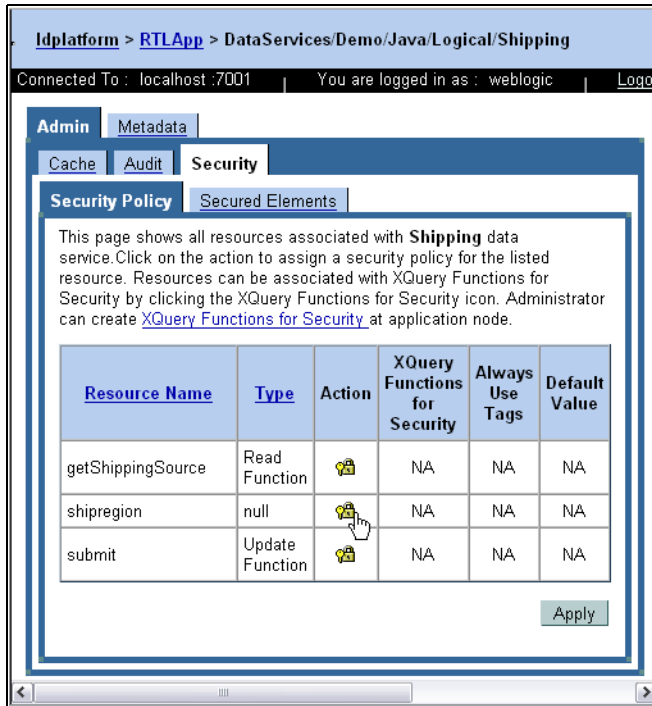 ldplatform > RTLApp > DataServices/Demo/Java/Logical/Shipping
Connected To : localhost :7001 | You are logged in as : weblogic | Logo
Admin Metadata
Cache Audit Security
Security Policy Secured Elements
This page shows all resources associated with Shipping data
service.Click on the action to assign a security policy for the listed
resource. Resources can be associated with XQuery Functions for
Security by clicking the XQuery Functions for Security icon. Administrator
can create XQuery Functions for Security at application node.
Resource Name Type Action XQuery Functions for Security Always Use Tags Default Value
getShippingSource Read Function NA NA NA
shipregion null NA NA NA
submit Update Function NA NA NA
Apply